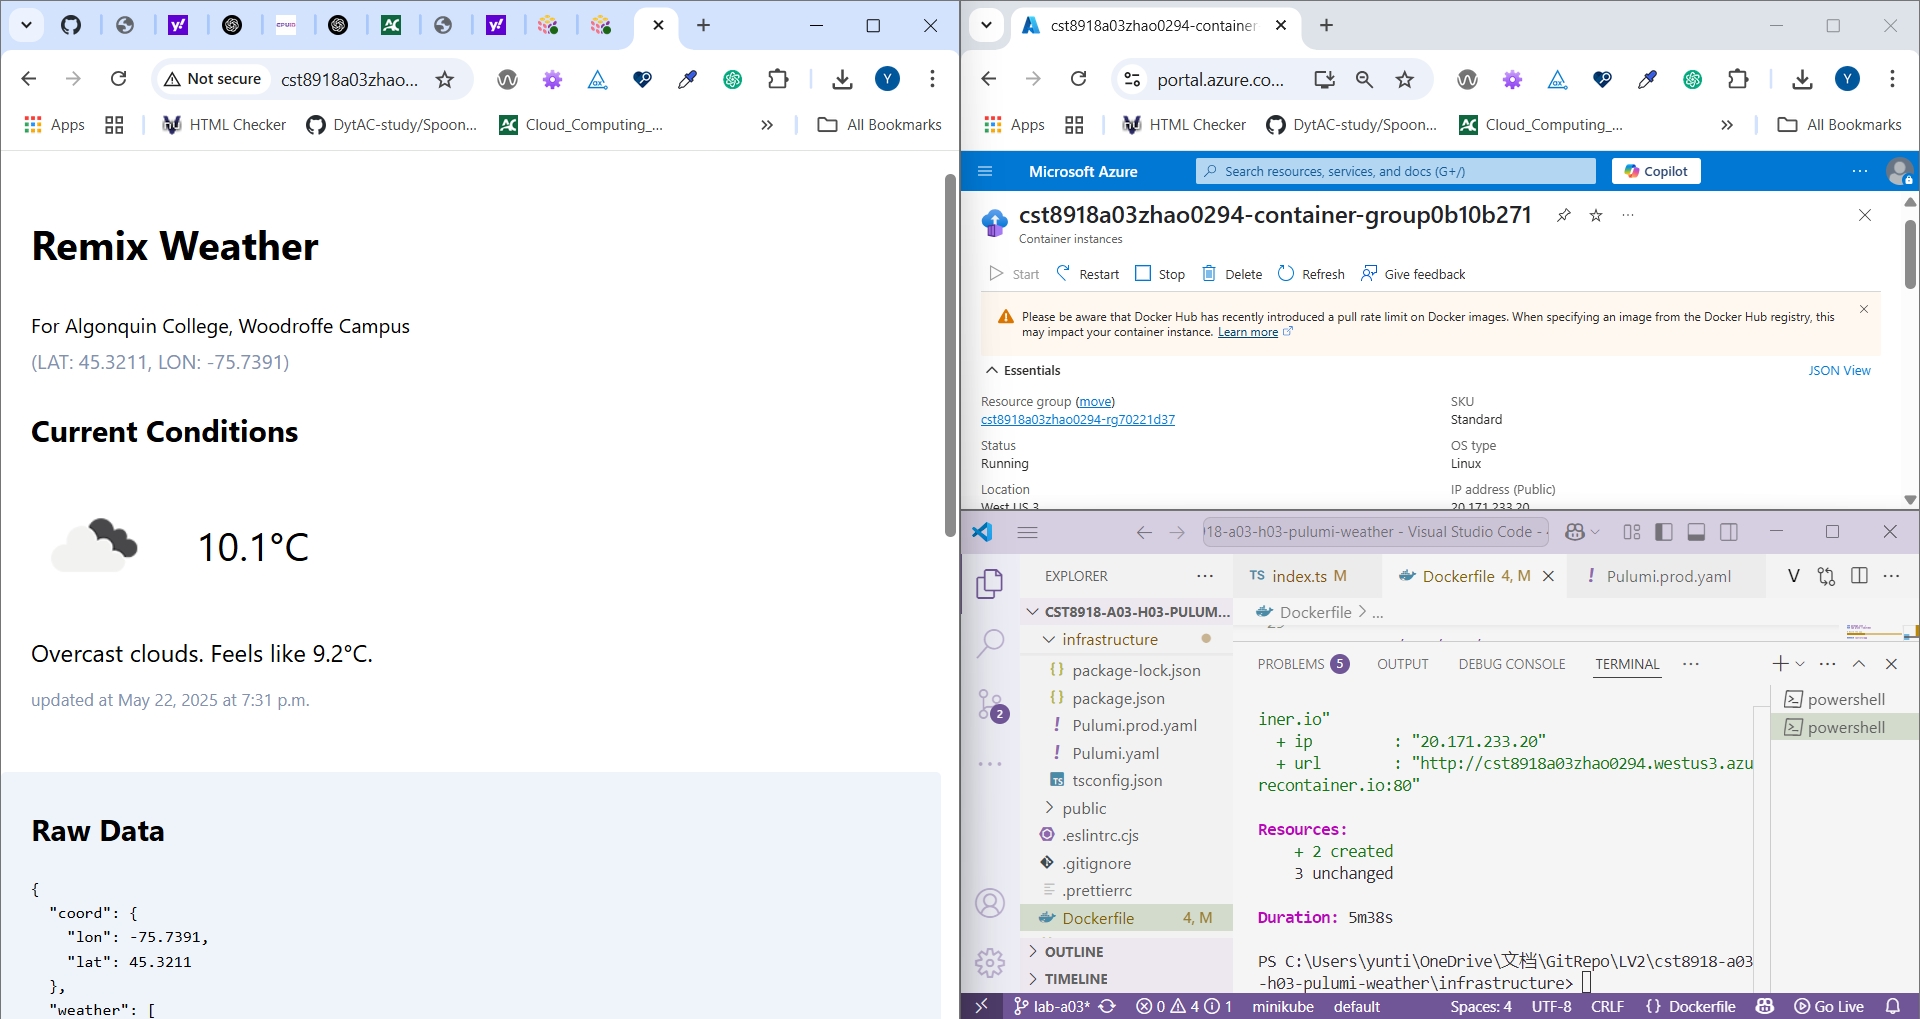 Not secure
cst8918a03zhao...
Y
Apps
HTML Checker
DytAC-study/Spoon...
Cloud_Computing_...
All Bookmarks
Remix Weather
For Algonquin College, Woodroffe Campus
(LAT: 45.3211, LON: -75.7391)
Current Conditions
10.1°C
Overcast clouds. Feels like 9.2°C.
updated at May 22, 2025 at 7:31 p.m.
Raw Data
{
"coord": {
"lon": -75.7391,
"lat": 45.3211
},
"weather": [
cst8918a03zhao0294-container
portal.azure.co...
Y
Apps
HTML Checker
DytAC-study/Spoon...
Cloud_Computing_...
All Bookmarks
Microsoft Azure
Search resources, services, and docs (G+/)
Copilot
cst8918a03zhao0294-container-group0b10b271
Container instances
Start
Restart
Stop
Delete
Refresh
Give feedback
Please be aware that Docker Hub has recently introduced a pull rate limit on Docker images. When specifying an image from the Docker Hub registry, this
may impact your container instance. Learn more
Essentials
JSON View
Resource group (move)
cst8918a03zhao0294-rg70221d37
SKU
Standard
Status
Running
OS type
Linux
Location
West US 3
IP address (Public)
20.171.233.20
18-a03-h03-pulumi-weather - Visual Studio Code -
EXPLORER
TS index.ts M
Dockerfile 4, M
! Pulumi.prod.yaml
V
CST8918-A03-H03-PULUM...
Dockerfile > ...
infrastructure
{} package-lock.json
{} package.json
! Pulumi.prod.yaml
! Pulumi.yaml
TS tsconfig.json
public
.eslintrc.cjs
.gitignore
.prettierrc
Dockerfile 4, M
OUTLINE
TIMELINE
2
PROBLEMS 5
OUTPUT
DEBUG CONSOLE
TERMINAL
powershell
powershell
iner.io"
+ ip : "20.171.233.20"
+ url : "http://cst8918a03zhao0294.westus3.azu
recontainer.io:80"
Resources:
+ 2 created
3 unchanged
Duration: 5m38s
PS C:\Users\yunti\OneDrive\文档\GitRepo\LV2\cst8918-a03
-h03-pulumi-weather\infrastructure>
lab-a03*
0 4 1
minikube
default
Spaces: 4
UTF-8
CRLF
{} Dockerfile
Go Live